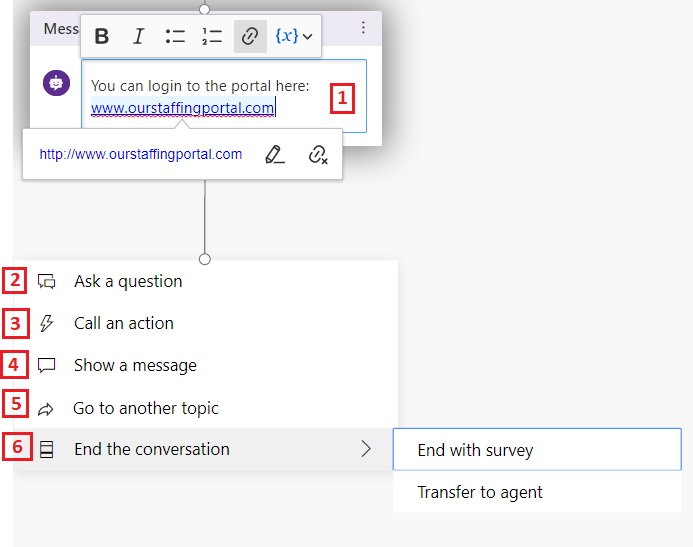 Mess
B I {x}
You can login to the portal here:
www.ourstaffingportal.com
1
http://www.ourstaffingportal.com
2 Ask a question
3 Call an action
4 Show a message
5 Go to another topic
6 End the conversation
End with survey
Transfer to agent